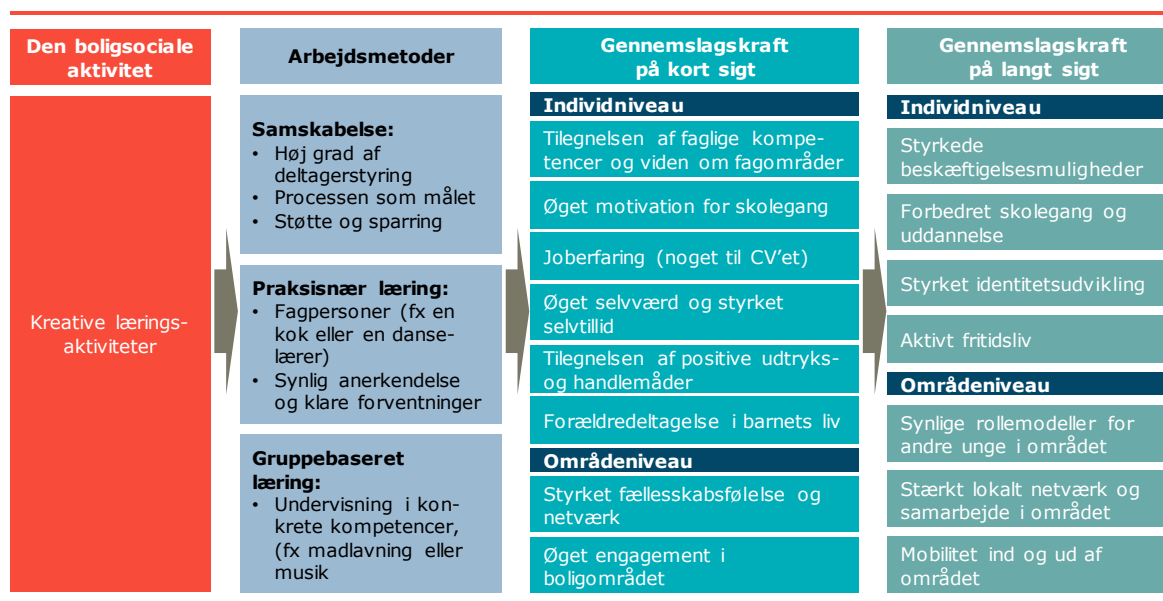 Den boligsociale
aktivitet
Kreative lærings-
aktiviteter
Arbejdsmetoder
Samskabelse:
• Høj grad af
deltagerstyring
• Processen som målet
• Støtte og sparring
Praksisnær læring:
• Fagpersoner (fx en
kok eller en danse-
lærer)
• Synlig anerkendelse
og klare forventninger
Gruppebaseret
læring:
• Undervisning i kon-
krete kompetencer,
(fx madlavning eller
musik
Gennemslagskraft
på kort sigt
Individniveau
Tilegnelsen af faglige kompe-
tencer og viden om fagområder
Øget motivation for skolegang
Joberfaring (noget til CV’et)
Øget selvværd og styrket
selvtillid
Tilegnelsen af positive udtryks-
og handlemåder
Forældredeltagelse i barnets liv
Områdeniveau
Styrket fællesskabsfølelse og
netværk
Øget engagement i
boligområdet
Gennemslagskraft
på langt sigt
Individniveau
Styrkede
beskæftigelsesmuligheder
Forbedret skolegang og
uddannelse
Styrket identitetsudvikling
Aktivt fritidsliv
Områdeniveau
Synlige rollemodeller for
andre unge i området
Stærkt lokalt netværk og
samarbejde i området
Mobilitet ind og ud af
området